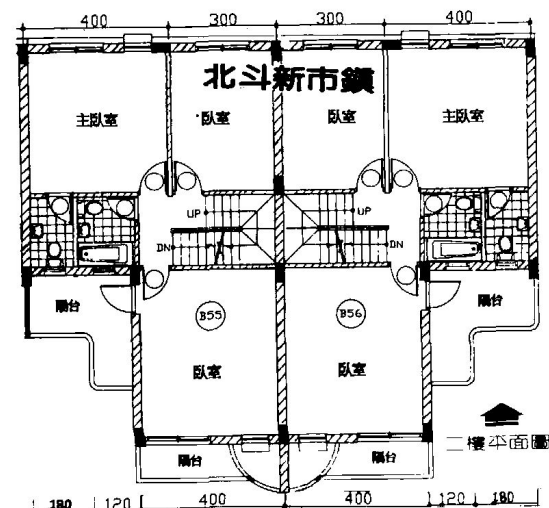 400 300 300 400
北斗新市鎮
主臥室 臥室 臥室 主臥室
UP UP
DN DN
陽台 陽台
B55 B56
臥室 臥室
二樓平面圖
陽台 陽台
180 120 400 400 120 180